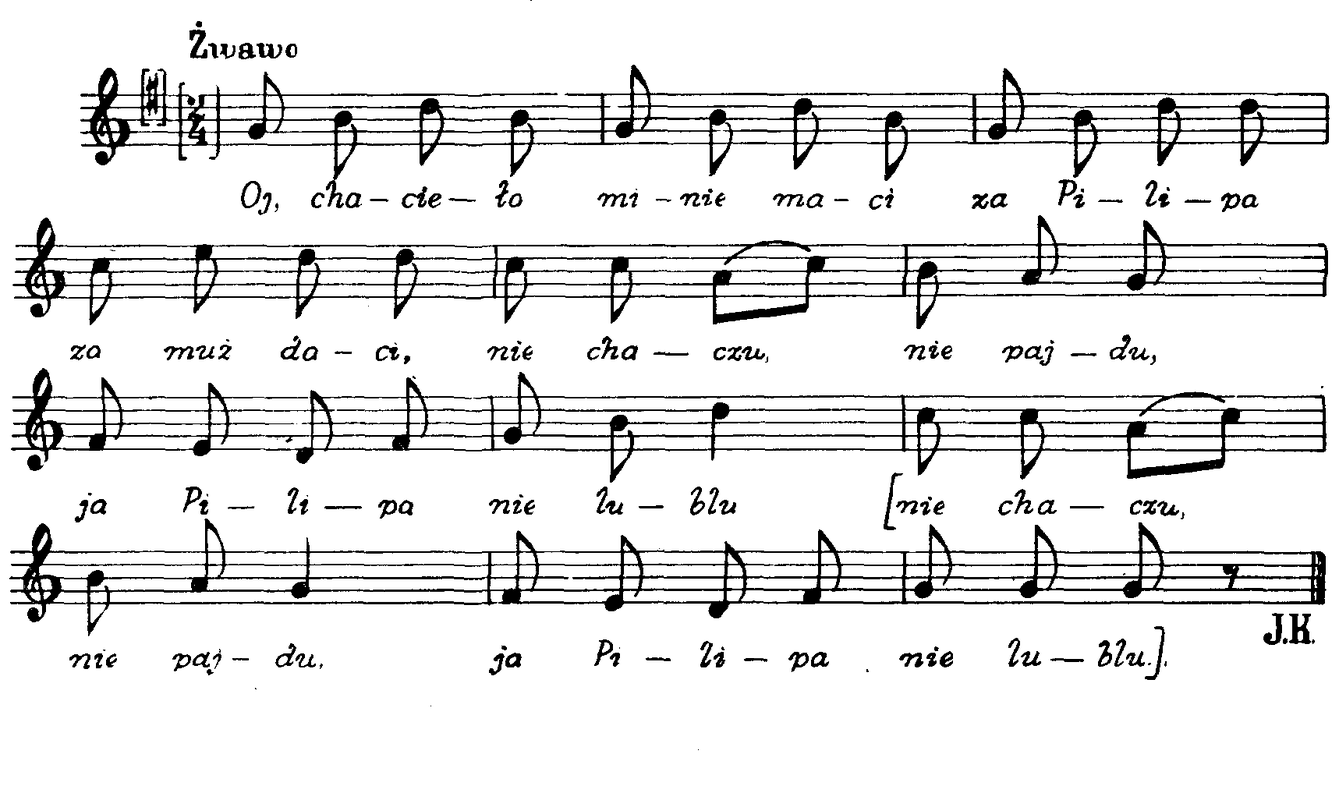 Żwawo
2/4
Oj, cha – cie – ło mi – nie ma – ci za Pi – li – pa
za muż da – ci, nie cha – czu, nie paj – du,
ja Pi – li – pa nie lu – blu [nie cha – czu,
nie paj – du, ja Pi – li – pa nie lu – blu.].
J.K.